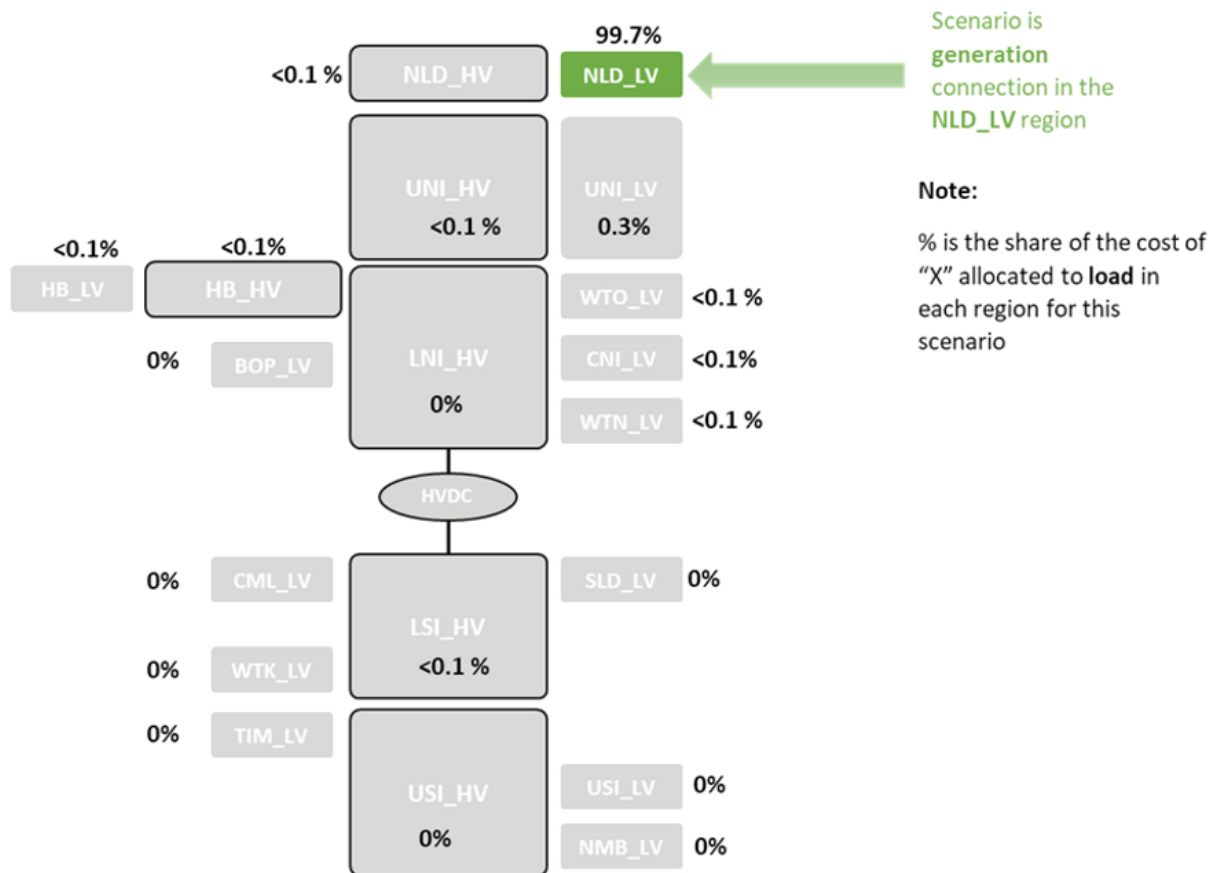 99.7%
<0.1 %
NLD_HV
NLD_LV
Scenario is
generation
connection in the
NLD_LV region
UNI_HV
<0.1 %
UNI_LV
0.3%
Note:
% is the share of the cost of
“X” allocated to load in
each region for this
scenario
<0.1%
<0.1%
HB_LV
HB_HV
WTO_LV
<0.1 %
0%
BOP_LV
LNI_HV
0%
CNI_LV
<0.1%
WTN_LV
<0.1 %
HVDC
0%
CML_LV
SLD_LV
0%
LSI_HV
<0.1 %
0%
WTK_LV
0%
TIM_LV
USI_HV
0%
USI_LV
0%
NMB_LV
0%